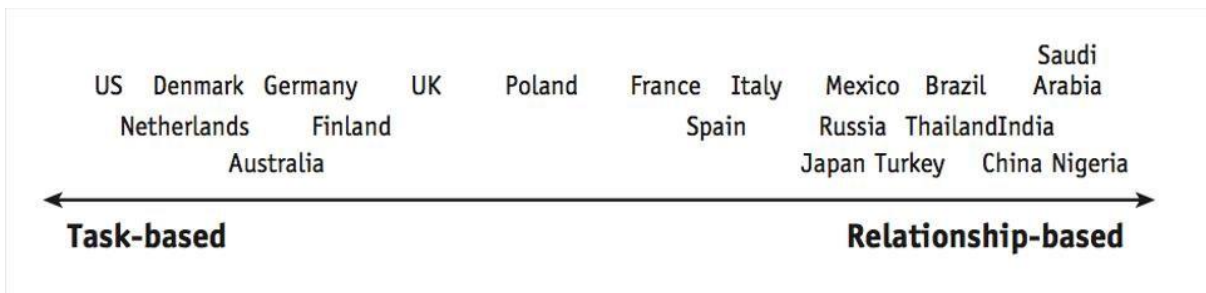 Saudi
US Denmark Germany UK Poland France Italy Mexico Brazil Arabia
Netherlands Finland Spain Russia ThailandIndia
Australia Japan Turkey China Nigeria
Task-based Relationship-based